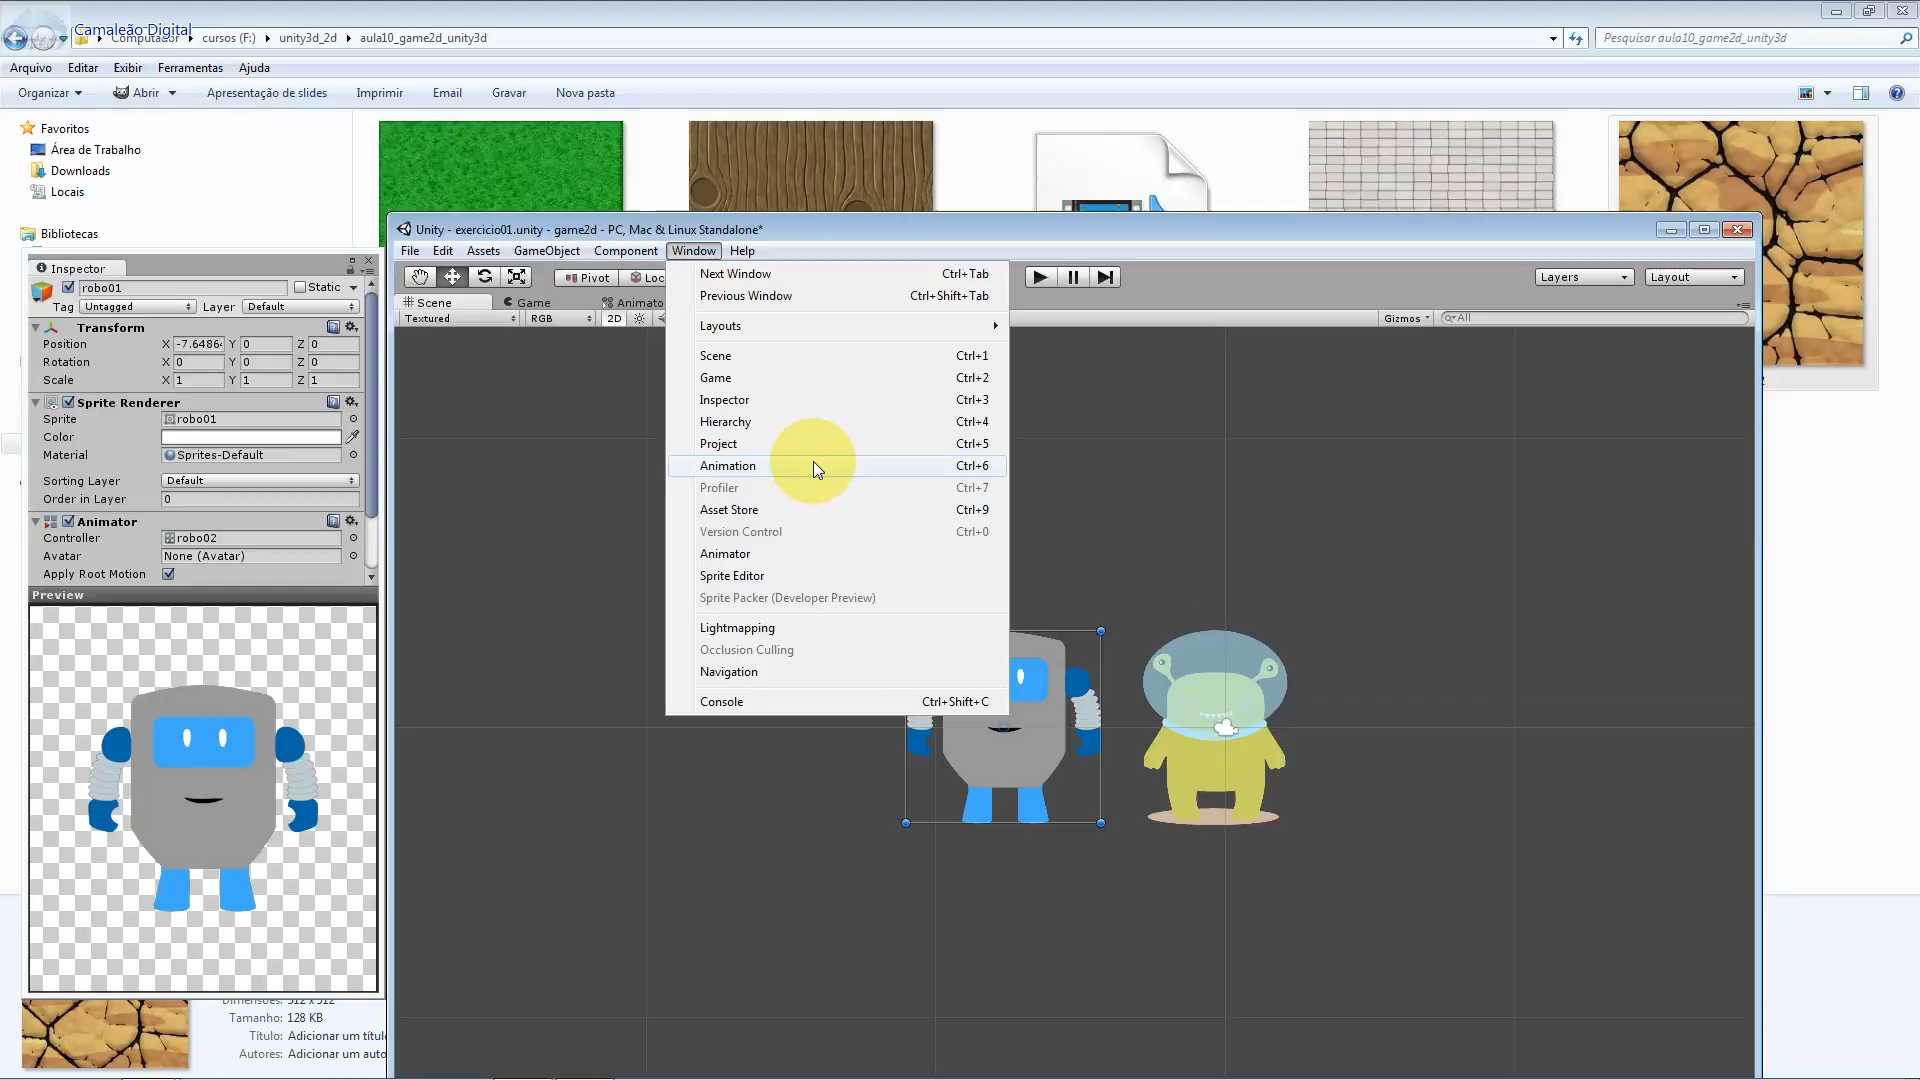 Camaleão Digital
Computador cursos (F:) unity3d_2d aula10_game2d_unity3d
Pesquisar aula10_game2d_unity3d
Arquivo Editar Exibir Ferramentas Ajuda
Organizar Abrir Apresentação de slides Imprimir Email Gravar Nova pasta
Favoritos
Área de Trabalho
Downloads
Locais
Bibliotecas
Inspector
robo01 Static
Tag Untagged Layer Default
Transform
Position X -7.6486 Y 0 Z 0
Rotation X 0 Y 0 Z 0
Scale X 1 Y 1 Z 1
Sprite Renderer
Sprite robo01
Color
Material Sprites-Default
Sorting Layer Default
Order in Layer 0
Animator
Controller robo02
Avatar None (Avatar)
Apply Root Motion
Preview
Dimensões: 512 x 512
Tamanho: 128 KB
Título: Adicionar um título
Autores: Adicionar um auto
Unity - exercicio01.unity - game2d - PC, Mac & Linux Standalone*
File Edit Assets GameObject Component Window Help
Pivot Loc
Layers Layout
Scene Game Animato
Textured RGB 2D Gizmos All
Next Window Ctrl+Tab
Previous Window Ctrl+Shift+Tab
Layouts
Scene Ctrl+1
Game Ctrl+2
Inspector Ctrl+3
Hierarchy Ctrl+4
Project Ctrl+5
Animation Ctrl+6
Profiler Ctrl+7
Asset Store Ctrl+9
Version Control Ctrl+0
Animator
Sprite Editor
Sprite Packer (Developer Preview)
Lightmapping
Occlusion Culling
Navigation
Console Ctrl+Shift+C